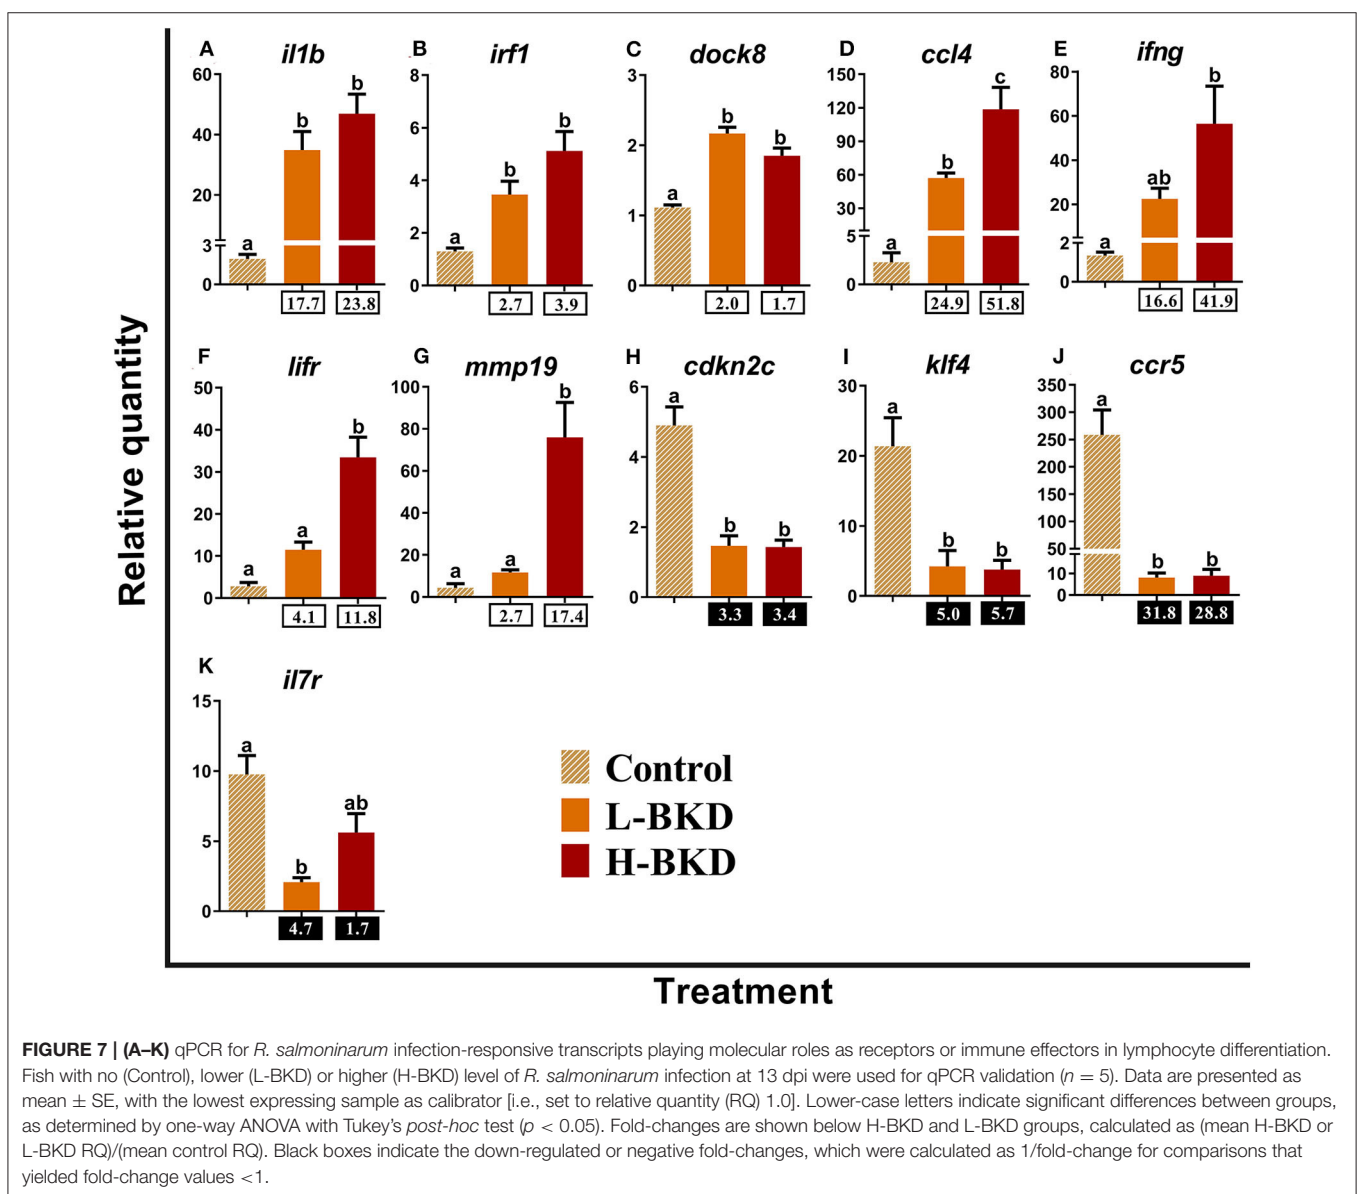 A il1b
60
40
20
3
0
a b b
17.7 23.8
B irf1
8
6
4
2
0
a b b
2.7 3.9
C dock8
3
2
1
0
a b b
2.0 1.7
D ccl4
150
120
90
60
30
5
0
a b c
24.9 51.8
E ifng
80
60
40
20
2
0
a ab b
16.6 41.9
F lifr
50
40
30
20
10
0
a a b
4.1 11.8
G mmp19
100
80
60
40
20
0
a a b
2.7 17.4
H cdkn2c
6
4
2
0
a b b
3.3 3.4
I klf4
30
20
10
0
a b b
5.0 5.7
J ccr5
350
300
250
200
150
100
50
10
0
a b b
31.8 28.8
K il7r
15
10
5
0
a b ab
4.7 1.7
Control
L-BKD
H-BKD
Relative quantity
Treatment
FIGURE 7 | (A–K) qPCR for R. salmoninarum infection-responsive transcripts playing molecular roles as receptors or immune effectors in lymphocyte differentiation.
Fish with no (Control), lower (L-BKD) or higher (H-BKD) level of R. salmoninarum infection at 13 dpi were used for qPCR validation (n = 5). Data are presented as
mean ± SE, with the lowest expressing sample as calibrator [i.e., set to relative quantity (RQ) 1.0]. Lower-case letters indicate significant differences between groups,
as determined by one-way ANOVA with Tukey's post-hoc test (p < 0.05). Fold-changes are shown below H-BKD and L-BKD groups, calculated as (mean H-BKD or
L-BKD RQ)/(mean control RQ). Black boxes indicate the down-regulated or negative fold-changes, which were calculated as 1/fold-change for comparisons that
yielded fold-change values <1.